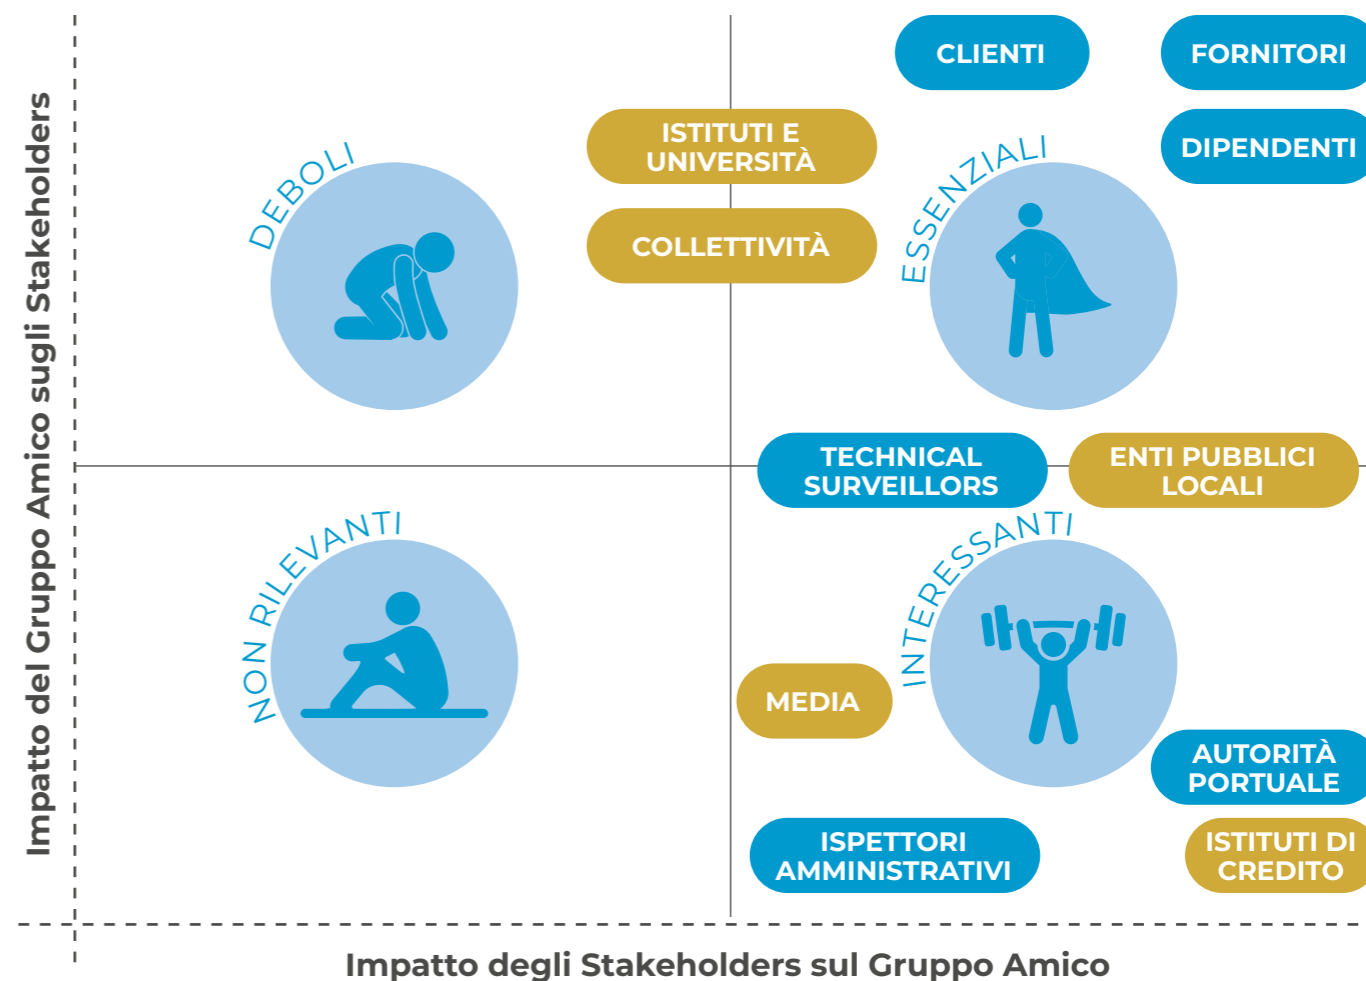 Impatto del Gruppo Amico sugli Stakeholders
CLIENTI
FORNITORI
ISTITUTI E
UNIVERSITÀ
DIPENDENTI
DEBOLI
ESSENZIALI
COLLETTIVITÀ
TECHNICAL
SURVEILLORS
ENTI PUBBLICI
LOCALI
NON RILEVANTI
INTERESSANTI
MEDIA
AUTORITÀ
PORTUALE
ISPETTORI
AMMINISTRATIVI
ISTITUTI DI
CREDITO
Impatto degli Stakeholders sul Gruppo Amico